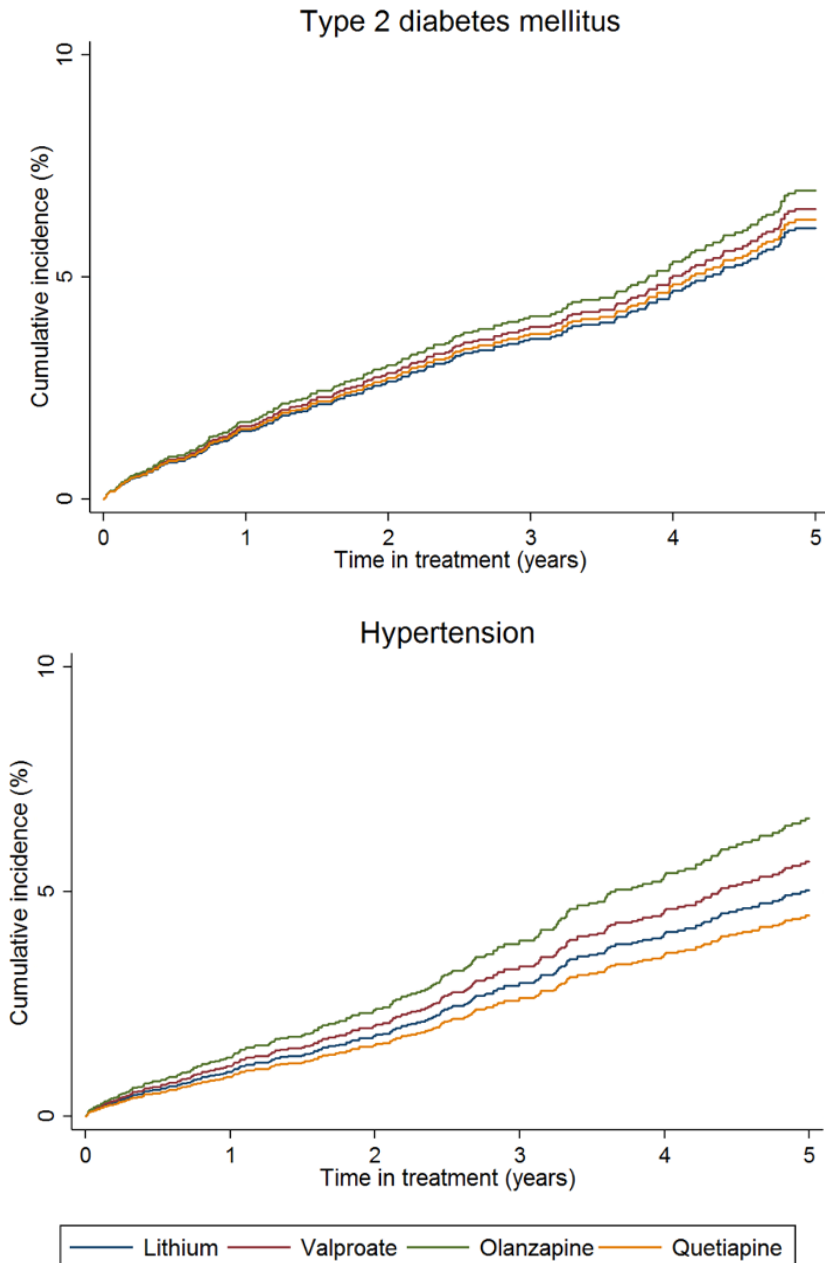 Type 2 diabetes mellitus
10
5
0
Cumulative incidence (%)
0 1 2 3 4 5
Time in treatment (years)
Hypertension
10
5
0
Cumulative incidence (%)
0 1 2 3 4 5
Time in treatment (years)
Lithium Valproate Olanzapine Quetiapine